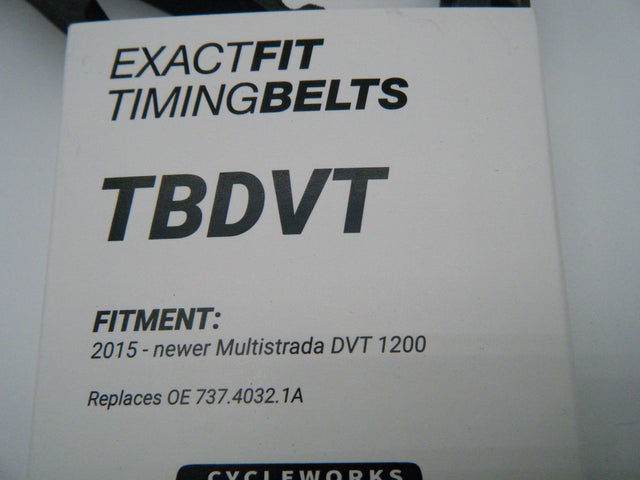 EXACTFIT
TIMINGBELTS
TBDVT
FITMENT:
2015 - newer Multistrada DVT 1200
Replaces OE 737.4032.1A
CYCLEWORKS